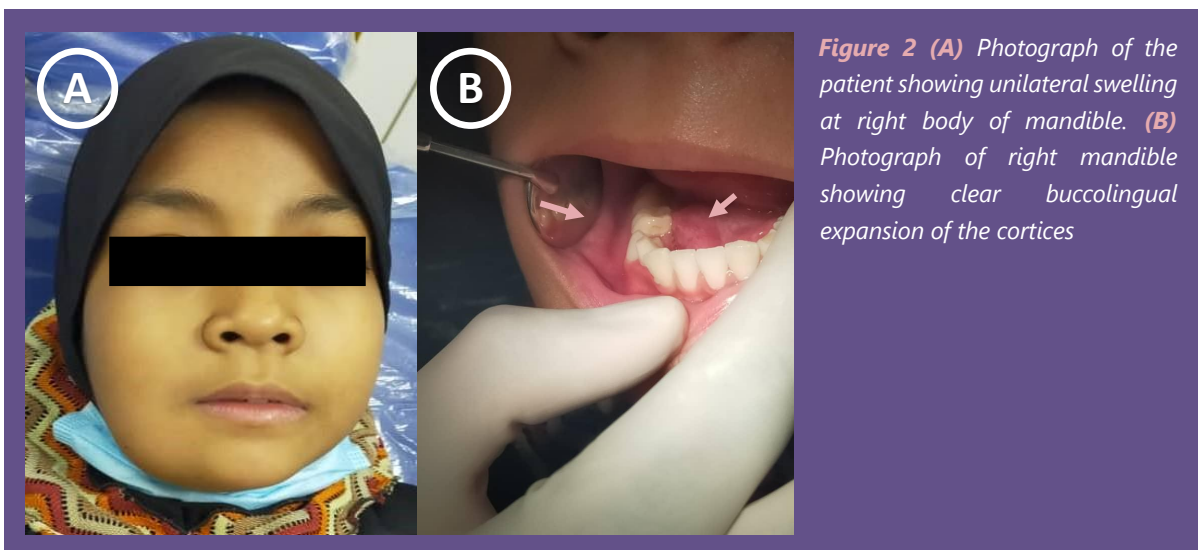 A
B
Figure 2 (A) Photograph of the
patient showing unilateral swelling
at right body of mandible. (B)
Photograph of right mandible
showing clear buccolingual
expansion of the cortices